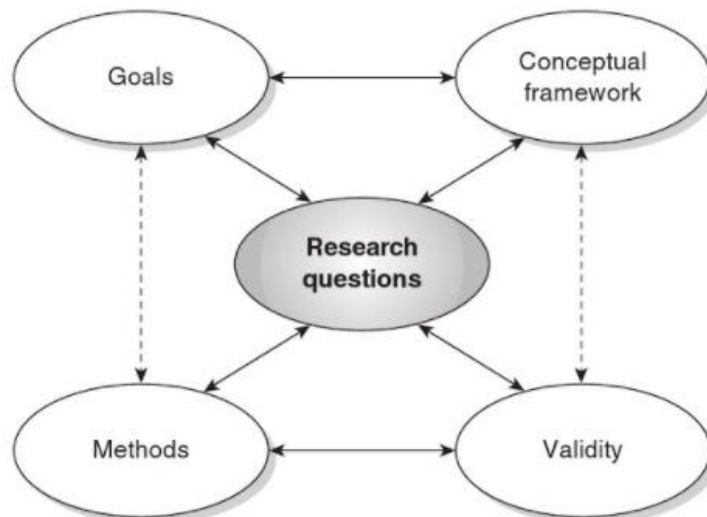 Goals
Conceptual
framework
Research
questions
Methods
Validity